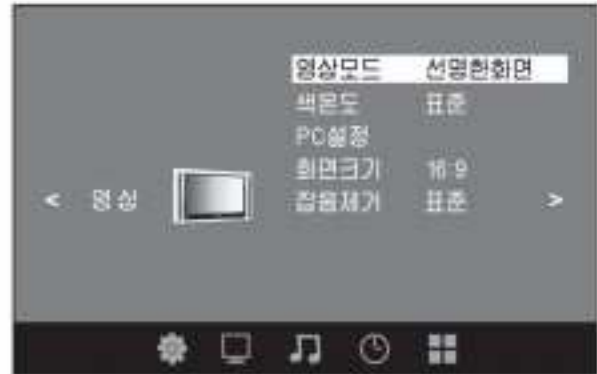 영상모드 선명한화면
색온도 표준
PC설정
화면크기 16:9
< 영상 >
잡음제거 표준